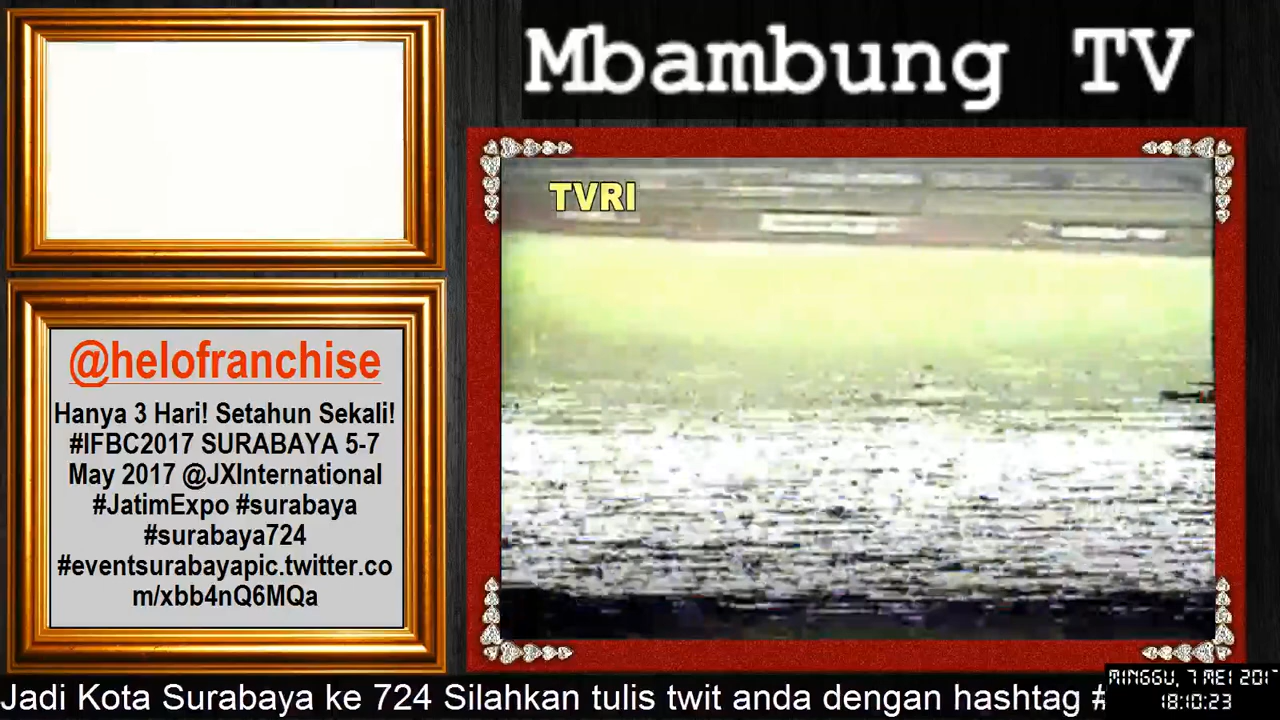 Mbambung TV
TVRI
@helofranchise
Hanya 3 Hari! Setahun Sekali!
#IFBC2017 SURABAYA 5-7
May 2017 @JXInternational
#JatimExpo #surabaya
#surabaya724
#eventsurabayapic.twitter.co
m/xbb4nQ6MQa
Jadi Kota Surabaya ke 724 Silahkan tulis twit anda dengan hashtag #
MINGGU, 7 MEI 2017
18:10:23